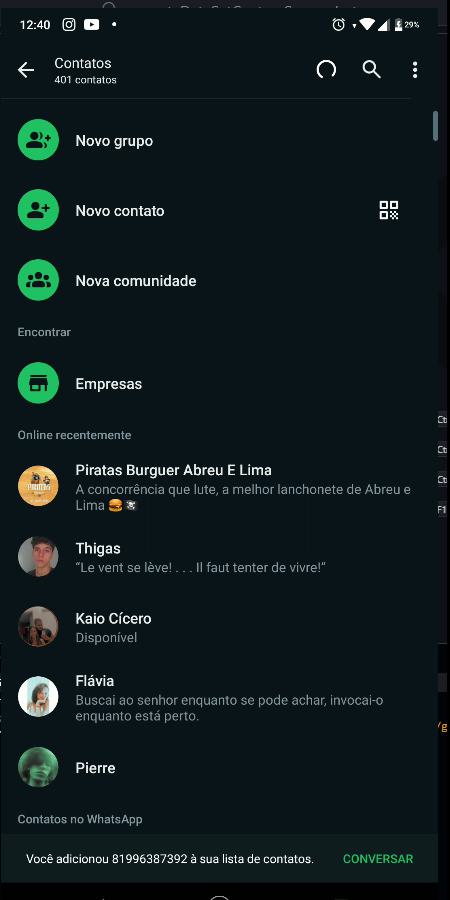 12:40
29%
Contatos
401 contatos
Novo grupo
Novo contato
Nova comunidade
Encontrar
Empresas
Online recentemente
Piratas Burguer Abreu E Lima
A concorrência que lute, a melhor lanchonete de Abreu e
Lima 🍔🏴‍☠️
Thigas
“Le vent se lève! . . . Il faut tenter de vivre!“
Kaio Cícero
Disponível
Flávia
Buscai ao senhor enquanto se pode achar, invocai-o
enquanto está perto.
Pierre
Contatos no WhatsApp
Você adicionou 81996387392 à sua lista de contatos.
CONVERSAR